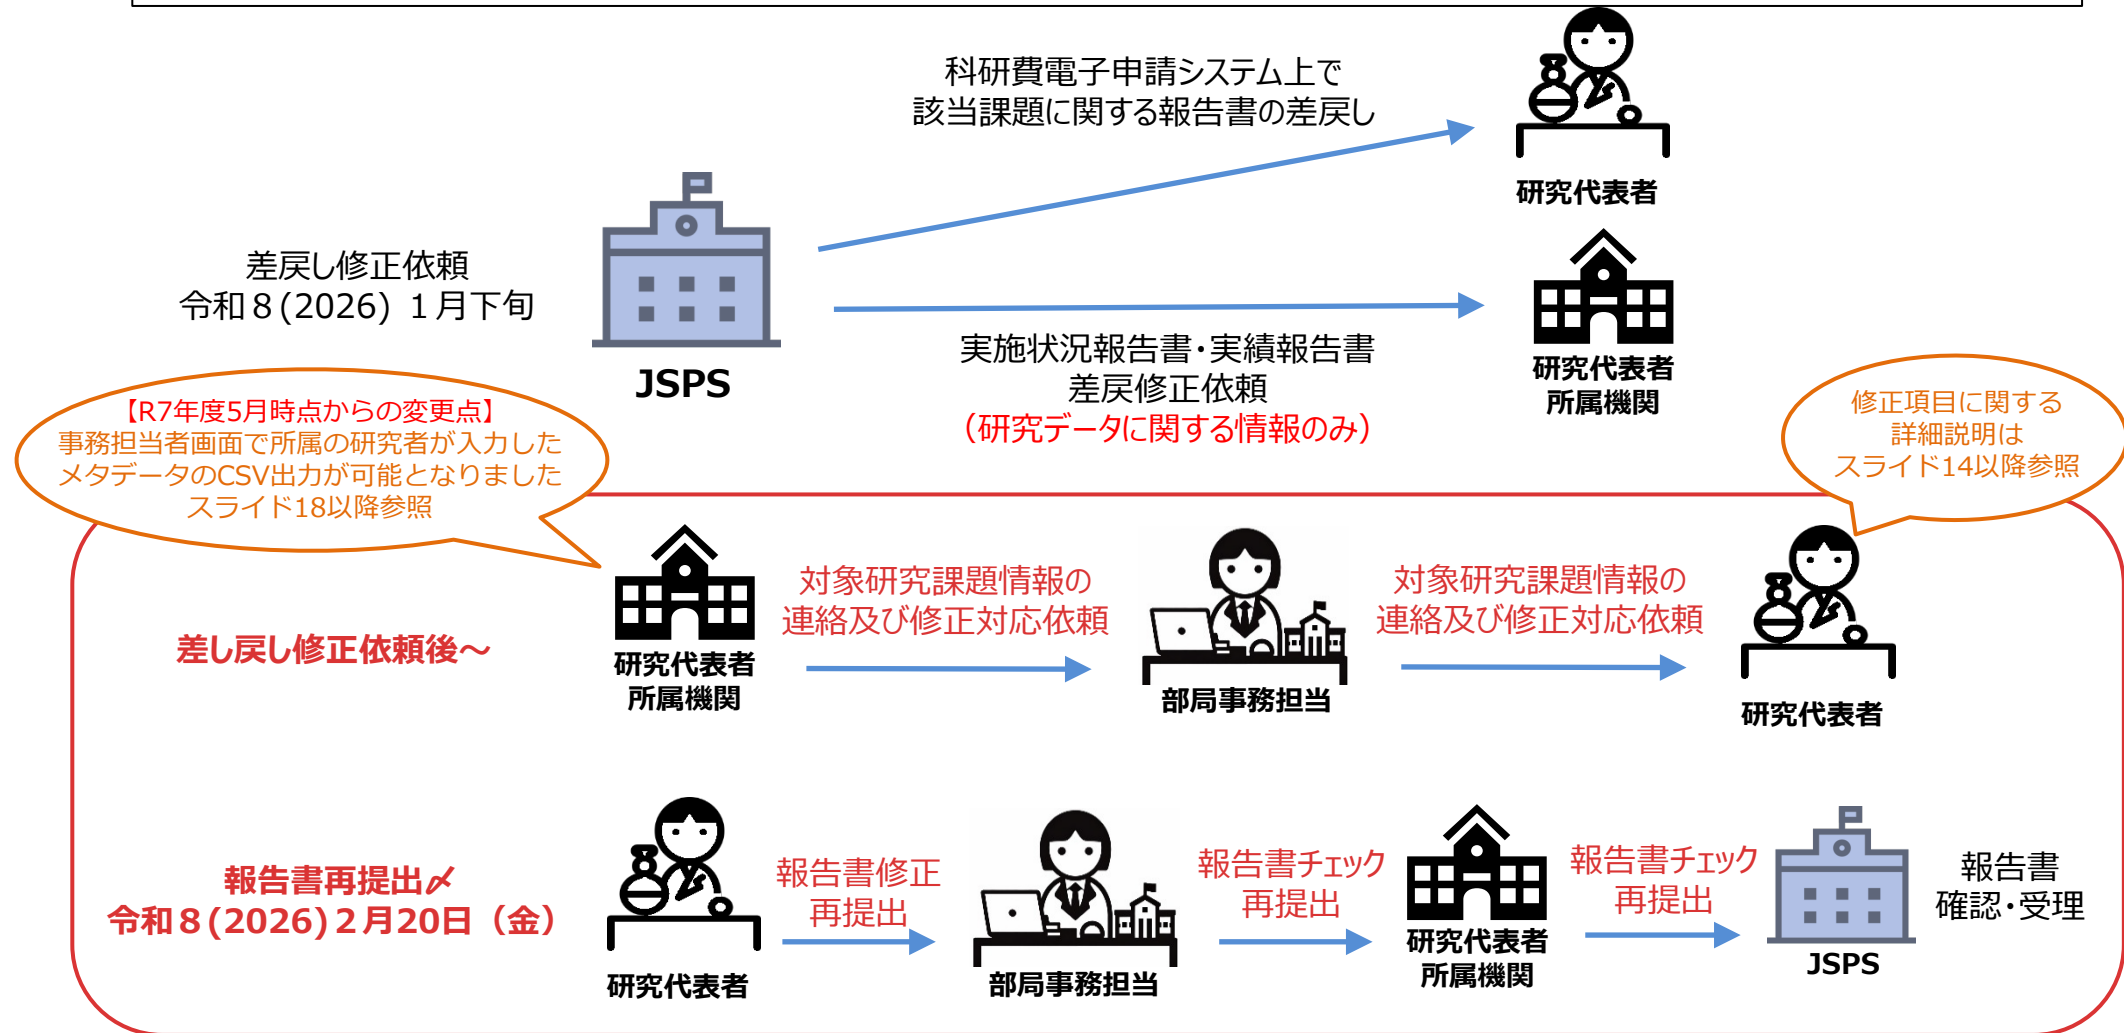 科研費電子申請システム上で
該当課題に関する報告書の差戻し
研究代表者
差戻し修正依頼
令和８(2026) １月下旬
JSPS
実施状況報告書・実績報告書
差戻修正依頼
（研究データに関する情報のみ）
研究代表者
所属機関
【R7年度5月時点からの変更点】
事務担当者画面で所属の研究者が入力した
メタデータのCSV出力が可能となりました
スライド18以降参照
修正項目に関する
詳細説明は
スライド14以降参照
差し戻し修正依頼後～
研究代表者
所属機関
対象研究課題情報の
連絡及び修正対応依頼
部局事務担当
対象研究課題情報の
連絡及び修正対応依頼
研究代表者
報告書再提出〆
令和８(2026)２月20日（金）
研究代表者
報告書修正
再提出
部局事務担当
報告書チェック
再提出
研究代表者
所属機関
報告書チェック
再提出
JSPS
報告書
確認・受理